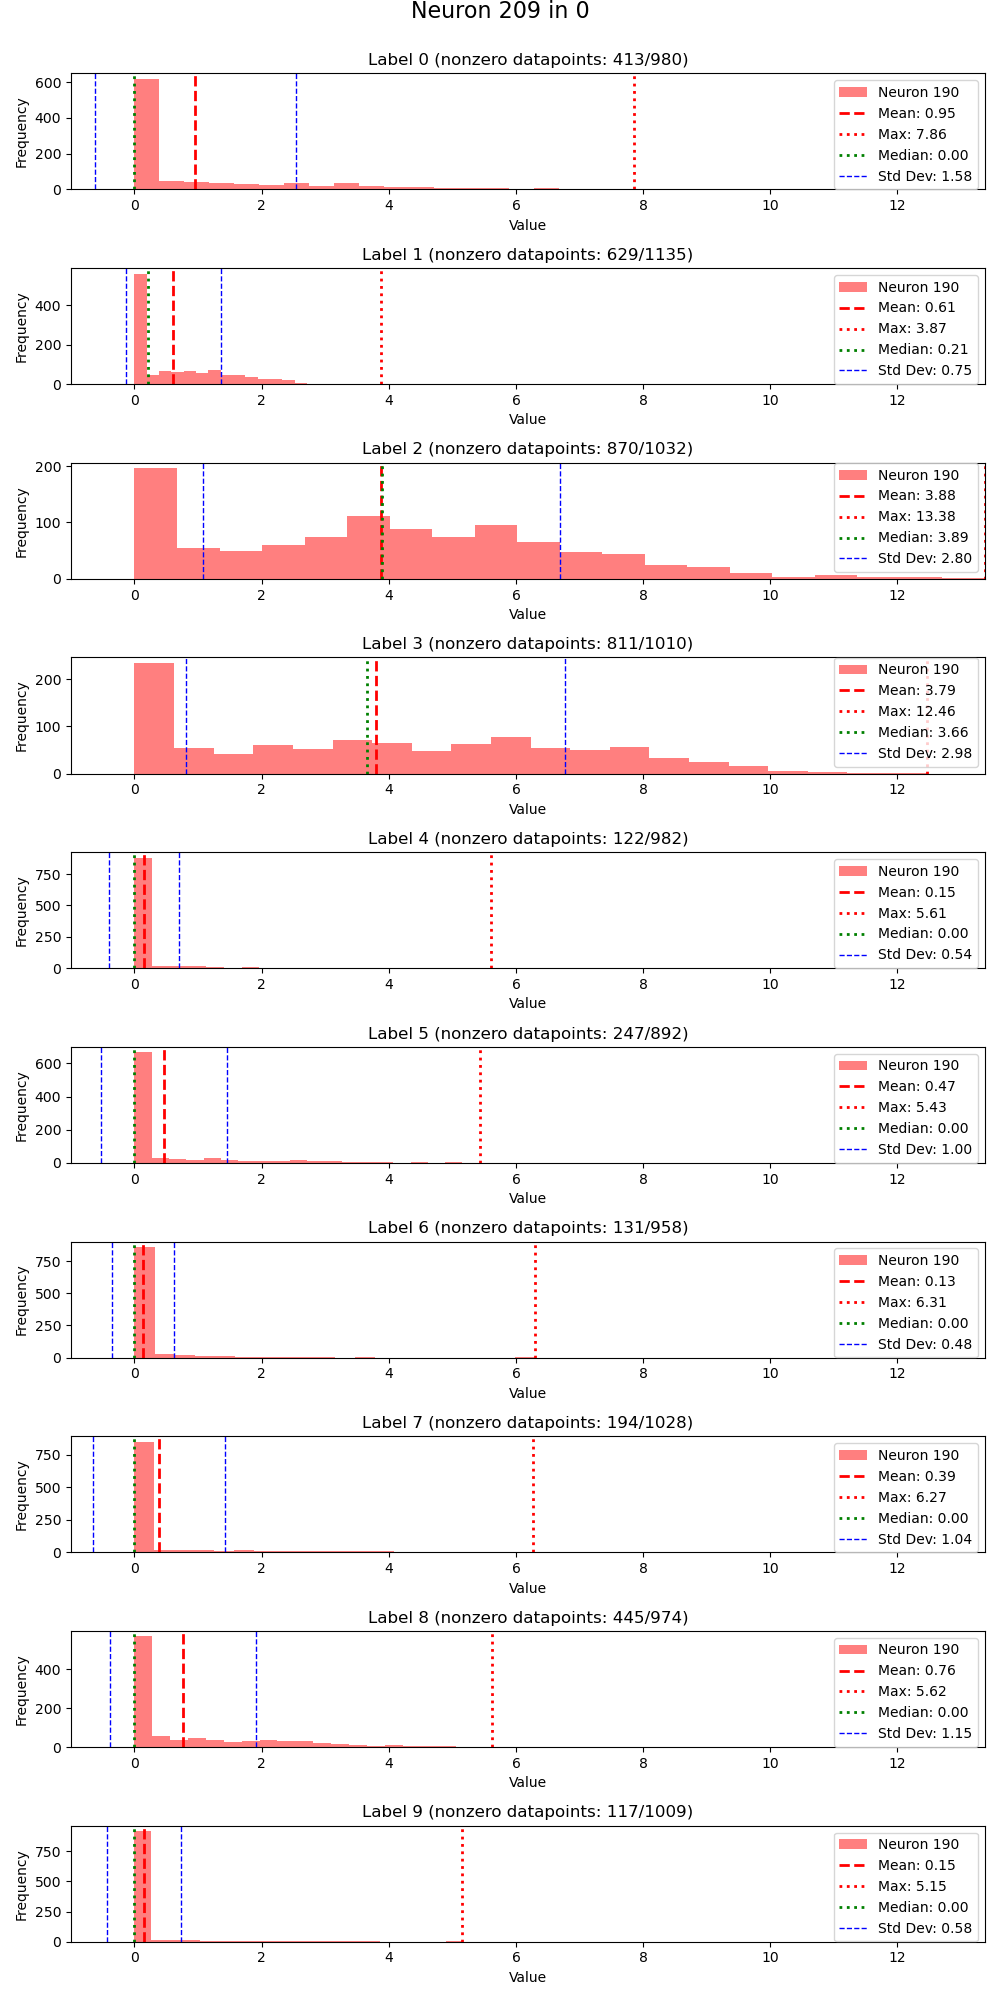 Neuron 209 in 0
Label 0 (nonzero datapoints: 413/980)
Frequency
600
400
200
0
Neuron 190
Mean: 0.95
Max: 7.86
Median: 0.00
Std Dev: 1.58
0 2 4 6 8 10 12
Value
Label 1 (nonzero datapoints: 629/1135)
Frequency
400
200
0
Neuron 190
Mean: 0.61
Max: 3.87
Median: 0.21
Std Dev: 0.75
0 2 4 6 8 10 12
Value
Label 2 (nonzero datapoints: 870/1032)
Frequency
200
100
0
Neuron 190
Mean: 3.88
Max: 13.38
Median: 3.89
Std Dev: 2.80
0 2 4 6 8 10 12
Value
Label 3 (nonzero datapoints: 811/1010)
Frequency
200
100
0
Neuron 190
Mean: 3.79
Max: 12.46
Median: 3.66
Std Dev: 2.98
0 2 4 6 8 10 12
Value
Label 4 (nonzero datapoints: 122/982)
Frequency
750
500
250
0
Neuron 190
Mean: 0.15
Max: 5.61
Median: 0.00
Std Dev: 0.54
0 2 4 6 8 10 12
Value
Label 5 (nonzero datapoints: 247/892)
Frequency
600
400
200
0
Neuron 190
Mean: 0.47
Max: 5.43
Median: 0.00
Std Dev: 1.00
0 2 4 6 8 10 12
Value
Label 6 (nonzero datapoints: 131/958)
Frequency
750
500
250
0
Neuron 190
Mean: 0.13
Max: 6.31
Median: 0.00
Std Dev: 0.48
0 2 4 6 8 10 12
Value
Label 7 (nonzero datapoints: 194/1028)
Frequency
750
500
250
0
Neuron 190
Mean: 0.39
Max: 6.27
Median: 0.00
Std Dev: 1.04
0 2 4 6 8 10 12
Value
Label 8 (nonzero datapoints: 445/974)
Frequency
400
200
0
Neuron 190
Mean: 0.76
Max: 5.62
Median: 0.00
Std Dev: 1.15
0 2 4 6 8 10 12
Value
Label 9 (nonzero datapoints: 117/1009)
Frequency
750
500
250
0
Neuron 190
Mean: 0.15
Max: 5.15
Median: 0.00
Std Dev: 0.58
0 2 4 6 8 10 12
Value